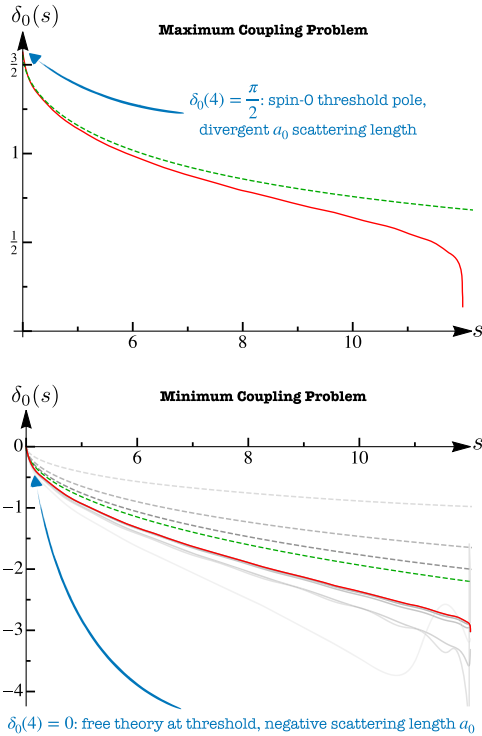 δ₀(s)
Maximum Coupling Problem
3/2
δ₀(4) = π/2: spin-0 threshold pole,
divergent a₀ scattering length
1
1/2
6 8 10 s
δ₀(s)
Minimum Coupling Problem
0 6 8 10 s
−1
−2
−3
−4
δ₀(4) = 0: free theory at threshold, negative scattering length a₀